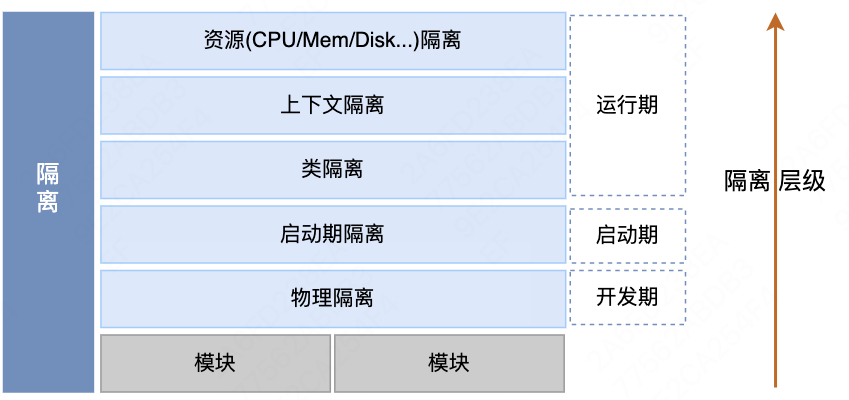 隔离
资源(CPU/Mem/Disk...)隔离
上下文隔离
类隔离
运行期
启动期隔离
启动期
物理隔离
开发期
模块
模块
隔离 层级